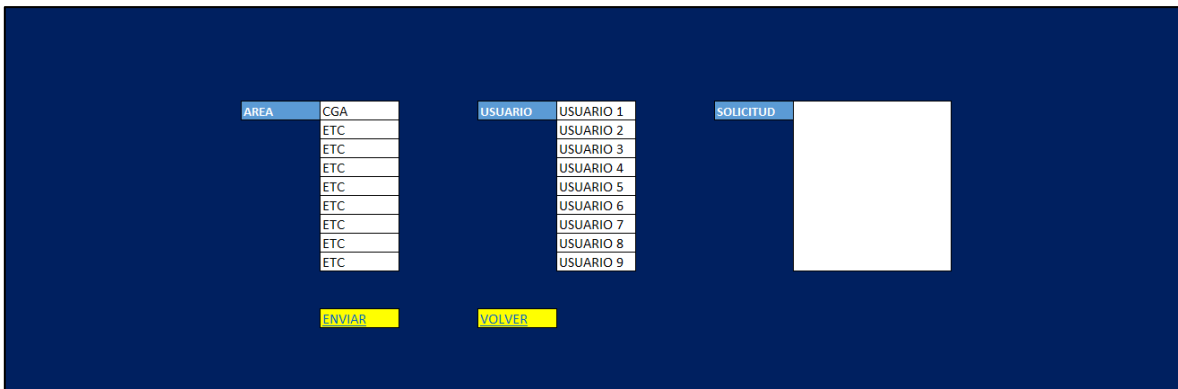 AREA CGA USUARIO USUARIO 1 SOLICITUD
ETC USUARIO 2
ETC USUARIO 3
ETC USUARIO 4
ETC USUARIO 5
ETC USUARIO 6
ETC USUARIO 7
ETC USUARIO 8
ETC USUARIO 9
ENVIAR VOLVER